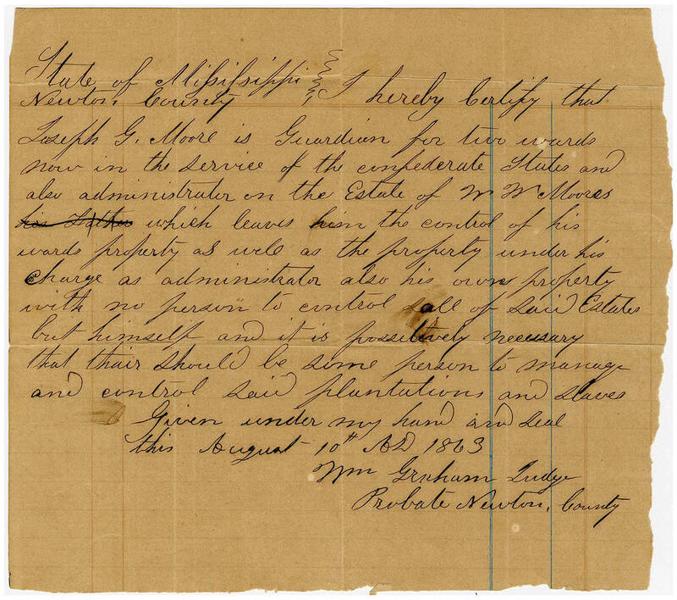 State of Missisippi
Newton, County I hereby Certify that
Joseph G. Moore is Guardian for two wards
now in the service of the confederate States and
also administrator on the Estate of W W Moores
his Father which leaves him the control of his
wards property as well as the property under his
Charge as administrator also his own property
with no person to control all of said Estates
but himself and it is possitively necessary
that thair should be some person to manage
and control said plantations and slaves
Given under my hand and seal
this August 10th AD 1863
Wm Graham Judge
Probate Newton, County